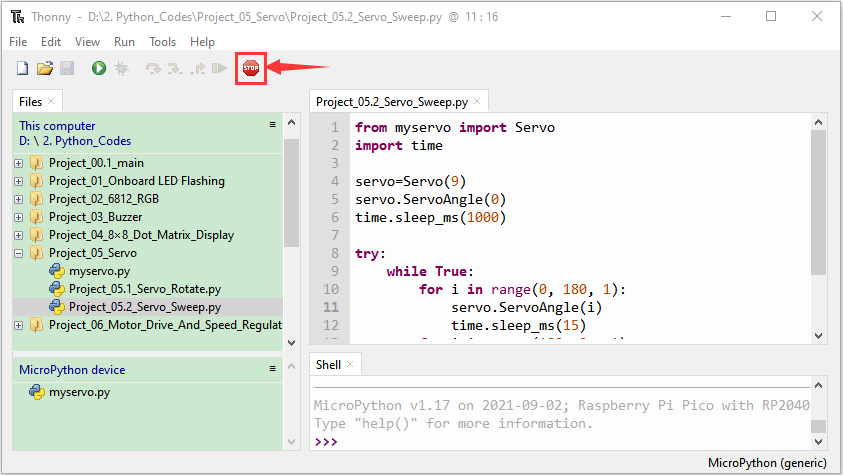 Thonny - D:\2. Python_Codes\Project_05_Servo\Project_05.2_Servo_Sweep.py @ 11 : 16
File Edit View Run Tools Help
STOP
Files
This computer
D: \ 2. Python_Codes
Project_00.1_main
Project_01_Onboard LED Flashing
Project_02_6812_RGB
Project_03_Buzzer
Project_04_8×8_Dot_Matrix_Display
Project_05_Servo
myservo.py
Project_05.1_Servo_Rotate.py
Project_05.2_Servo_Sweep.py
Project_06_Motor_Drive_And_Speed_Regulat
MicroPython device
myservo.py
Project_05.2_Servo_Sweep.py
1 from myservo import Servo
2 import time
3
4 servo=Servo(9)
5 servo.ServoAngle(0)
6 time.sleep_ms(1000)
7
8 try:
9 while True:
10 for i in range(0, 180, 1):
11 servo.ServoAngle(i)
12 time.sleep_ms(15)
Shell
MicroPython v1.17 on 2021-09-02; Raspberry Pi Pico with RP2040
Type "help()" for more information.
>>>
MicroPython (generic)